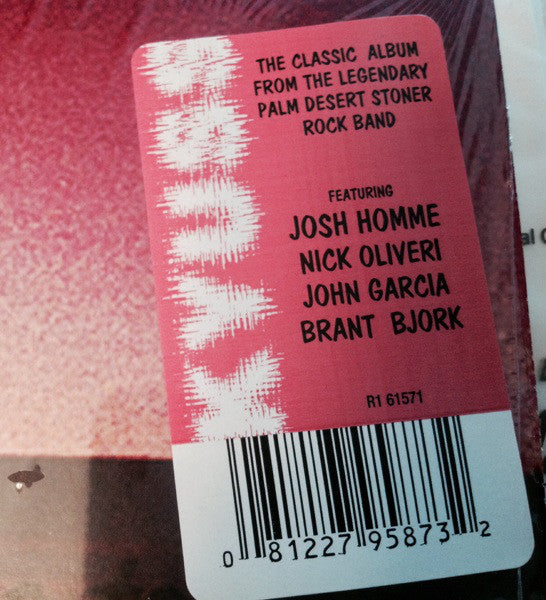 KYUSS
THE CLASSIC ALBUM
FROM THE LEGENDARY
PALM DESERT STONER
ROCK BAND
FEATURING
JOSH HOMME
NICK OLIVERI
JOHN GARCIA
BRANT BJORK
R1 61571
0 81227 95873 2